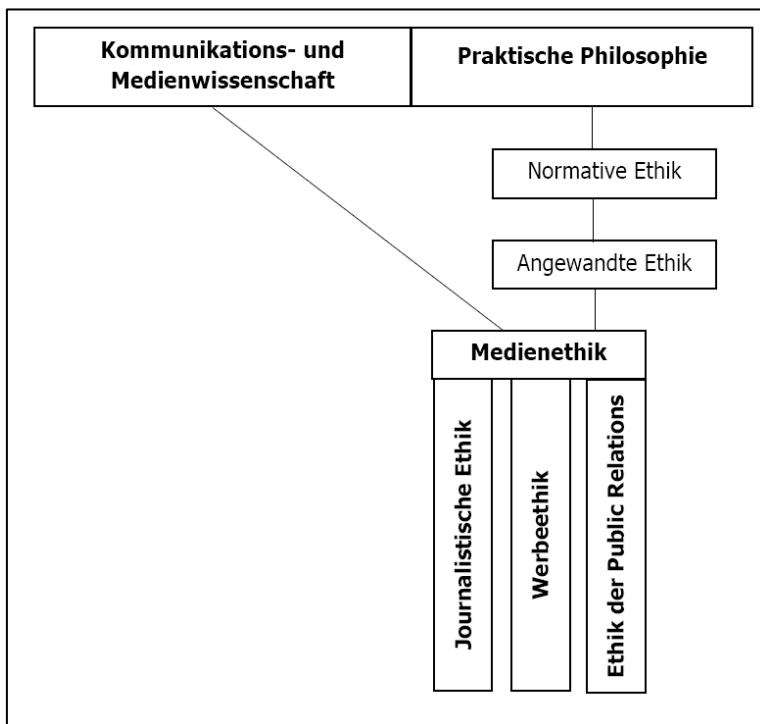 Kommunikations- und
Medienwissenschaft
Praktische Philosophie
Normative Ethik
Angewandte Ethik
Medienethik
Journalistische Ethik
Werbeethik
Ethik der Public Relations